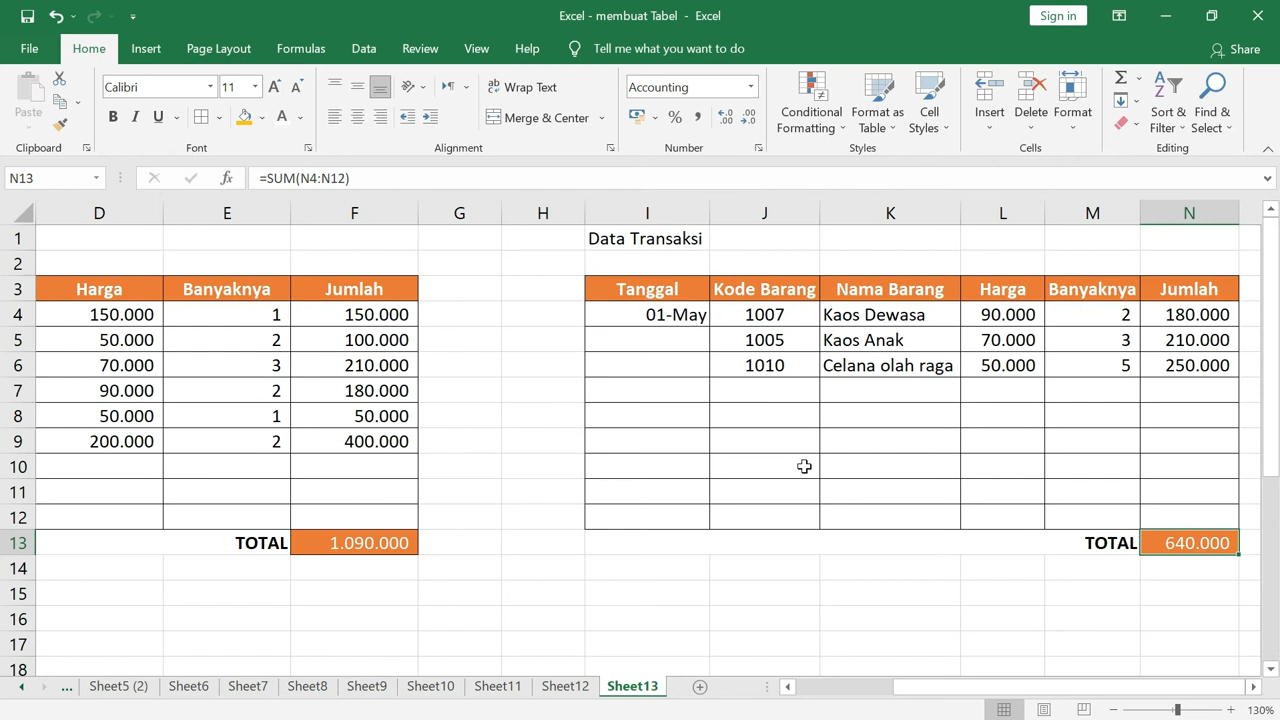 Excel - membuat Tabel - Excel
Sign in
File Home Insert Page Layout Formulas Data Review View Help Tell me what you want to do Share
Paste Calibri 11 Wrap Text Accounting Conditional Format as Cell Insert Delete Format Sort & Find &
B I U A Merge & Center % , Formatting Table Styles Filter Select
Clipboard Font Alignment Number Styles Cells Editing
N13 fx =SUM(N4:N12)
D E F G H I J K L M N
1 Data Transaksi
2
3 Harga Banyaknya Jumlah Tanggal Kode Barang Nama Barang Harga Banyaknya Jumlah
4 150.000 1 150.000 01-May 1007 Kaos Dewasa 90.000 2 180.000
5 50.000 2 100.000 1005 Kaos Anak 70.000 3 210.000
6 70.000 3 210.000 1010 Celana olah raga 50.000 5 250.000
7 90.000 2 180.000
8 50.000 1 50.000
9 200.000 2 400.000
10
11
12
13 TOTAL 1.090.000 TOTAL 640.000
14
15
16
17
18
... Sheet5 (2) Sheet6 Sheet7 Sheet8 Sheet9 Sheet10 Sheet11 Sheet12 Sheet13
130%